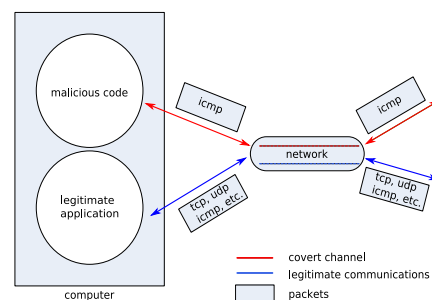 malicious code
icmp
icmp
network
legitimate
application
tcp, udp
icmp, etc.
tcp, udp
icmp, etc.
covert channel
legitimate communications
packets
computer